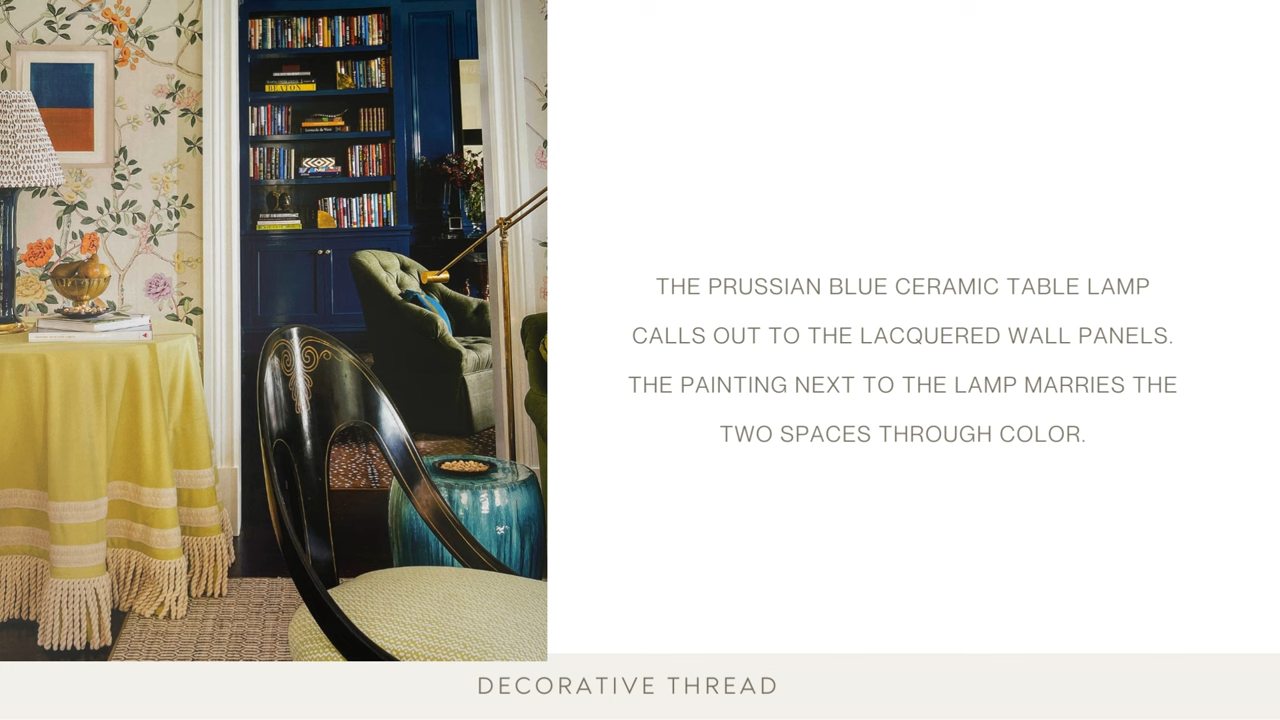 BEATON
THE PRUSSIAN BLUE CERAMIC TABLE LAMP
CALLS OUT TO THE LACQUERED WALL PANELS.
THE PAINTING NEXT TO THE LAMP MARRIES THE
TWO SPACES THROUGH COLOR.
DECORATIVE THREAD